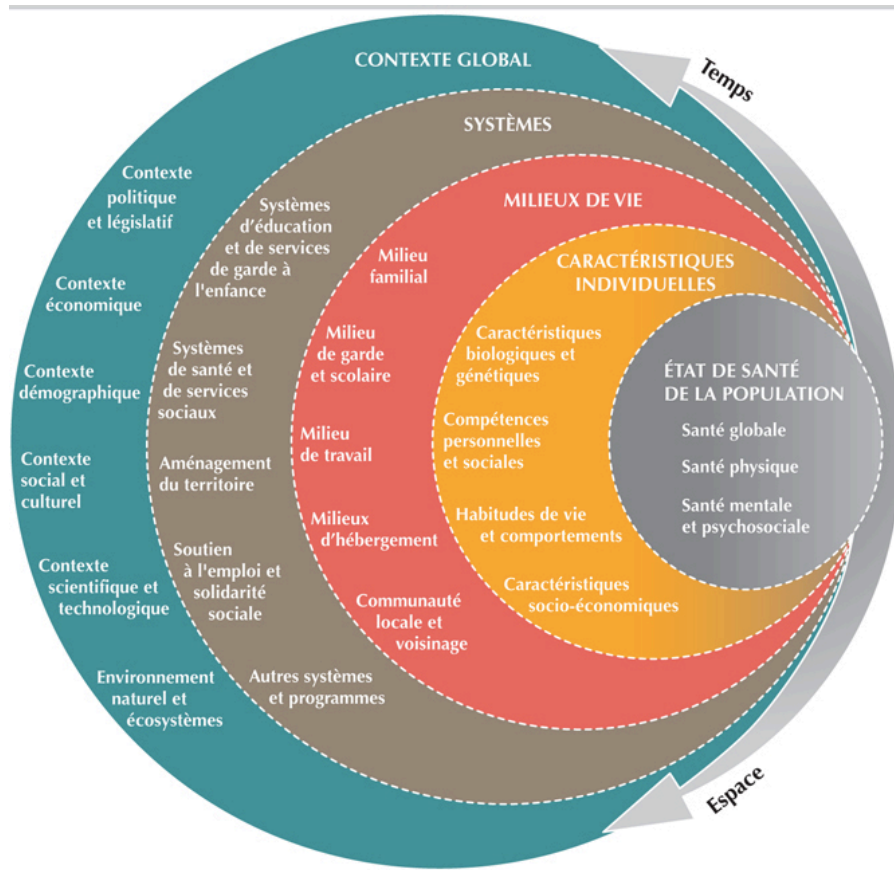 CONTEXTE GLOBAL
Temps
SYSTÈMES
Contexte
politique
et législatif
Systèmes
d'éducation
et de services
de garde à
l'enfance
MILIEUX DE VIE
Milieu
familial
CARACTÉRISTIQUES
INDIVIDUELLES
Contexte
économique
Milieu
de garde
et scolaire
Caractéristiques
biologiques et
génétiques
Contexte
démographique
Systèmes
de santé et
de services
sociaux
ÉTAT DE SANTÉ
DE LA POPULATION
Santé globale
Santé physique
Santé mentale
et psychosociale
Milieu
de travail
Compétences
personnelles
et sociales
Contexte
social et
culturel
Aménagement
du territoire
Milieux
d'hébergement
Habitudes de vie
et comportements
Contexte
scientifique et
technologique
Soutien
à l'emploi et
solidarité
sociale
Communauté
locale et
voisinage
Caractéristiques
socio-économiques
Environnement
naturel et
écosystèmes
Autres systèmes
et programmes
Espace